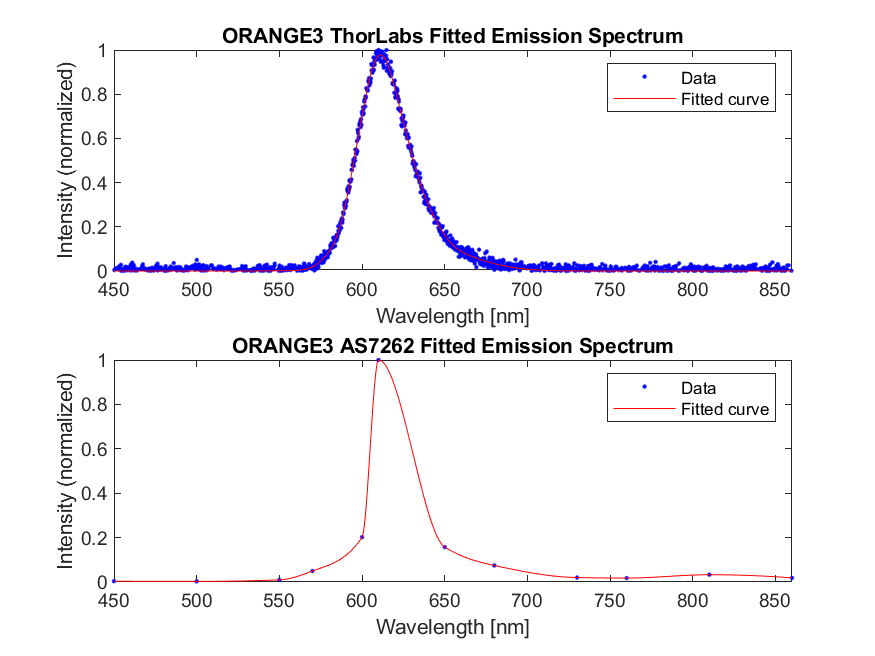 ORANGE3 ThorLabs Fitted Emission Spectrum
Intensity (normalized)
1
0.8
0.6
0.4
0.2
0
Data
Fitted curve
450 500 550 600 650 700 750 800 850
Wavelength [nm]
ORANGE3 AS7262 Fitted Emission Spectrum
Intensity (normalized)
1
0.8
0.6
0.4
0.2
0
Data
Fitted curve
450 500 550 600 650 700 750 800 850
Wavelength [nm]